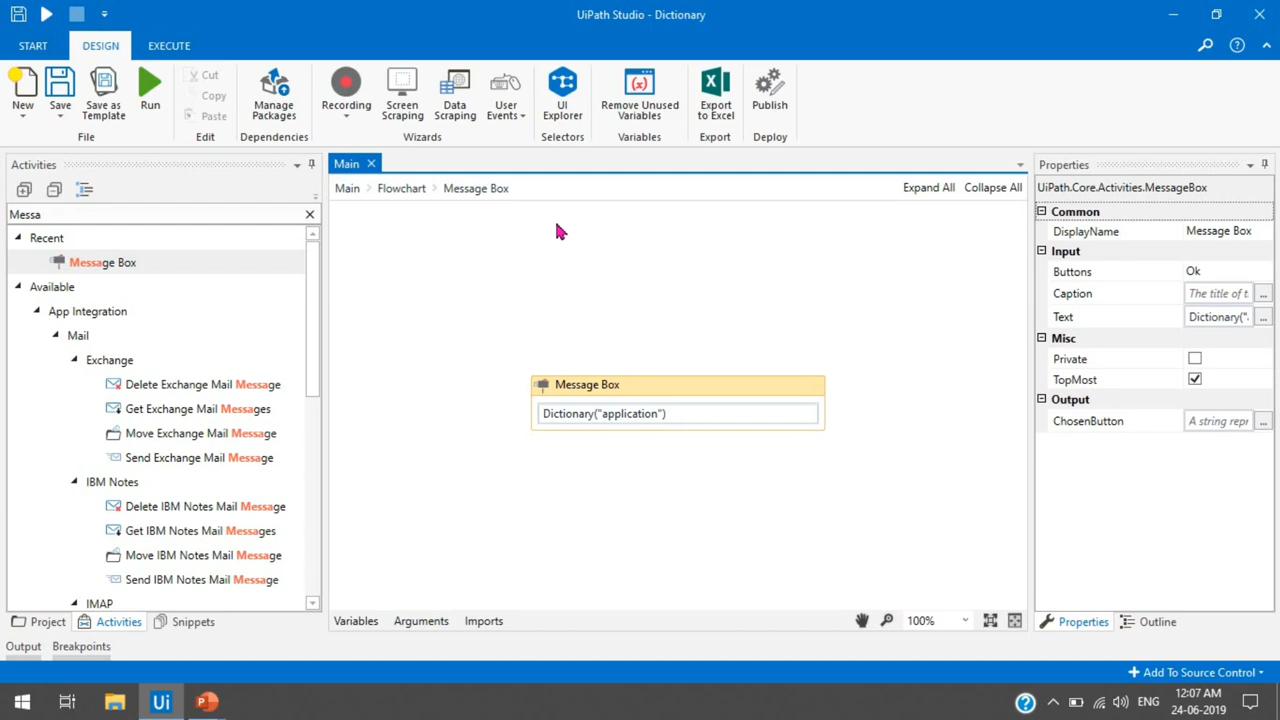 UiPath Studio - Dictionary
START DESIGN EXECUTE
New Save Save as Template Run
Cut
Copy
Paste
Manage Packages
Recording Screen Scraping Data Scraping User Events
UI Explorer
Remove Unused Variables
Export to Excel
Publish
File Edit Dependencies Wizards Selectors Variables Export Deploy
Activities
Messa
Recent
Message Box
Available
App Integration
Mail
Exchange
Delete Exchange Mail Message
Get Exchange Mail Messages
Move Exchange Mail Message
Send Exchange Mail Message
IBM Notes
Delete IBM Notes Mail Message
Get IBM Notes Mail Messages
Move IBM Notes Mail Message
Send IBM Notes Mail Message
IMAP
Project Activities Snippets
Main
Main > Flowchart > Message Box
Expand All Collapse All
Message Box
Dictionary("application")
Variables Arguments Imports
100%
Properties
UiPath.Core.Activities.MessageBox
Common
DisplayName Message Box
Input
Buttons Ok
Caption The title of t ...
Text Dictionary(" ...
Misc
Private
TopMost
Output
ChosenButton A string repr ...
Properties Outline
Output Breakpoints
Add To Source Control
Ui
P
ENG
12:07 AM
24-06-2019